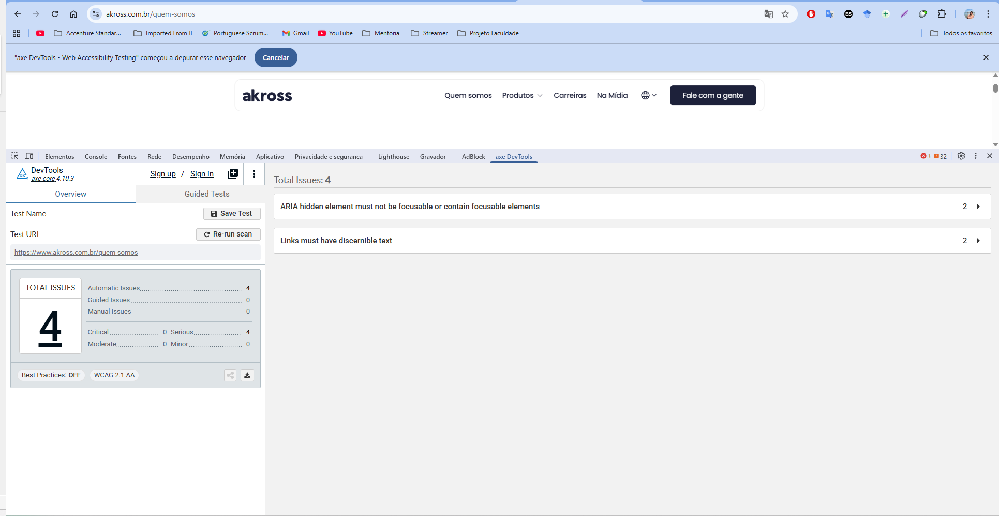 akross.com.br/quem-somos
Accenture Standar... Imported From IE Portuguese Scrum... Gmail YouTube Mentoria Streamer Projeto Faculdade Todos os favoritos
"axe DevTools - Web Accessibility Testing" começou a depurar esse navegador Cancelar
akross Quem somos Produtos Carreiras Na Mídia Fale com a gente
Elementos Console Fontes Rede Desempenho Memória Aplicativo Privacidade e segurança Lighthouse Gravador AdBlock axe DevTools 3 32
DevTools
axe-core 4.10.3
Sign up / Sign in
Overview Guided Tests
Test Name Save Test
Test URL Re-run scan
https://www.akross.com.br/quem-somos
TOTAL ISSUES
4
Automatic Issues 4
Guided Issues 0
Manual Issues 0
Critical 0 Serious 4
Moderate 0 Minor 0
Best Practices: OFF WCAG 2.1 AA
Total Issues: 4
ARIA hidden element must not be focusable or contain focusable elements 2
Links must have discernible text 2